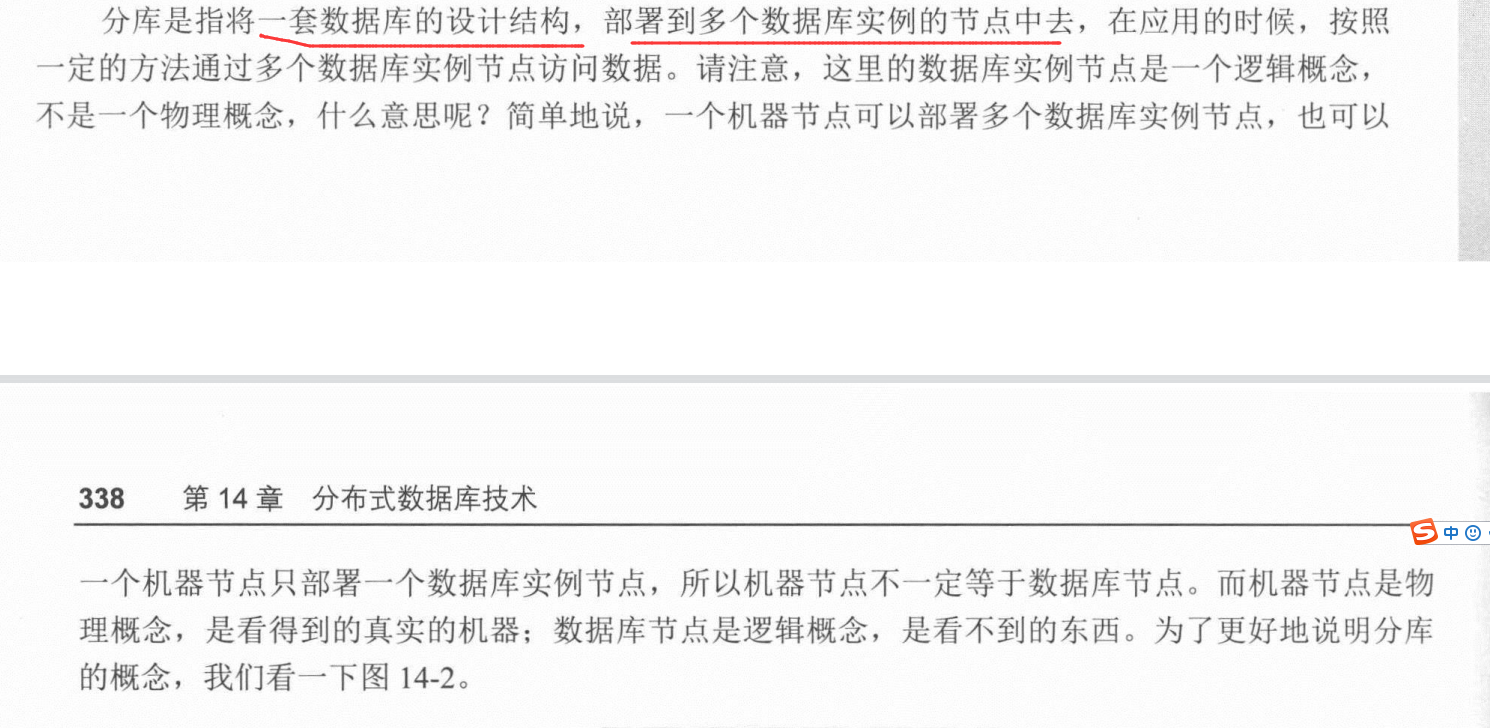 分库是指将一套数据库的设计结构，部署到多个数据库实例的节点中去，在应用的时候，按照
一定的方法通过多个数据库实例节点访问数据。请注意，这里的数据库实例节点是一个逻辑概念，
不是一个物理概念，什么意思呢？简单地说，一个机器节点可以部署多个数据库实例节点，也可以
338 第 14 章 分布式数据库技术
中
一个机器节点只部署一个数据库实例节点，所以机器节点不一定等于数据库节点。而机器节点是物
理概念，是看得到的真实的机器；数据库节点是逻辑概念，是看不到的东西。为了更好地说明分库
的概念，我们看一下图 14-2。